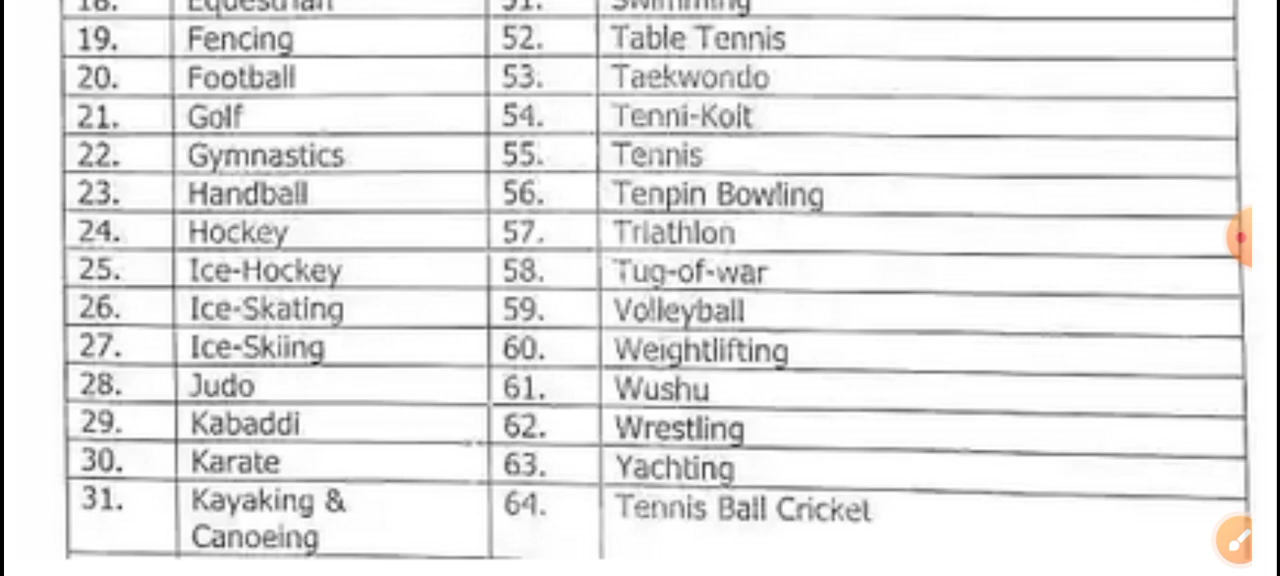 18. Equestrian 51. Swimming
19. Fencing 52. Table Tennis
20. Football 53. Taekwondo
21. Golf 54. Tenni-Koit
22. Gymnastics 55. Tennis
23. Handball 56. Tenpin Bowling
24. Hockey 57. Triathlon
25. Ice-Hockey 58. Tug-of-war
26. Ice-Skating 59. Volleyball
27. Ice-Skiing 60. Weightlifting
28. Judo 61. Wushu
29. Kabaddi 62. Wrestling
30. Karate 63. Yachting
31. Kayaking & 64. Tennis Ball Cricket
Canoeing